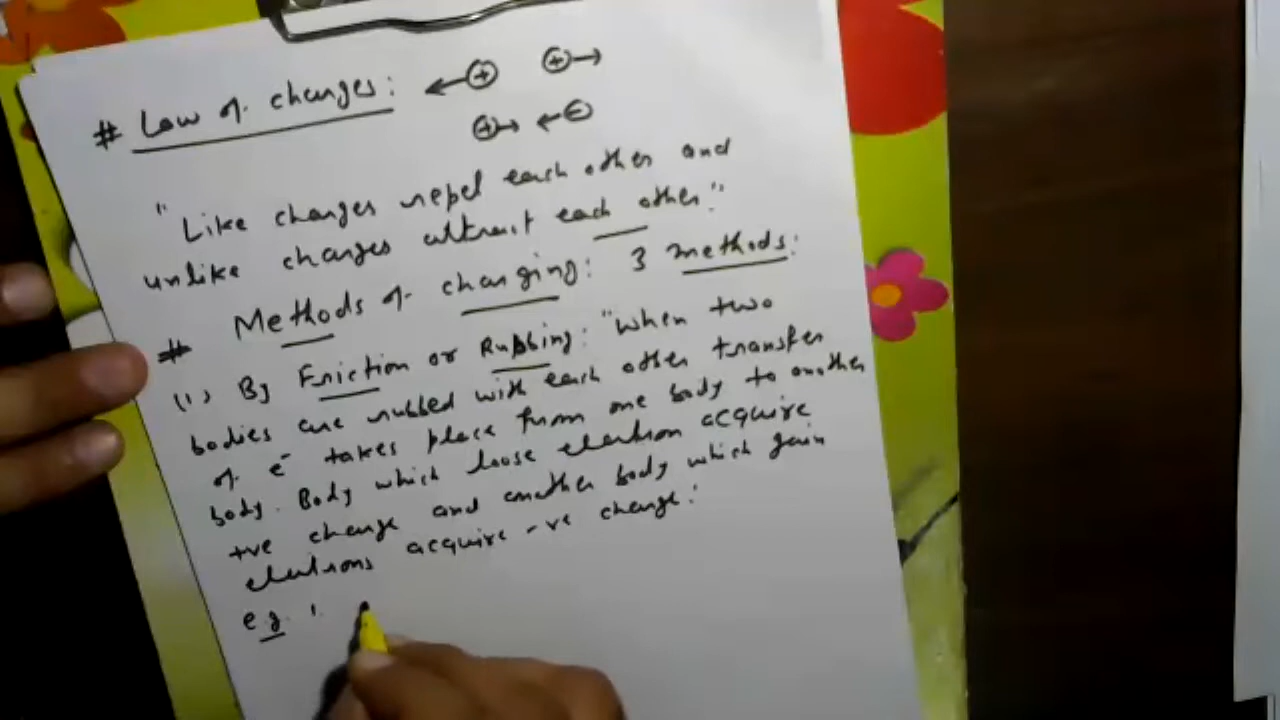 # Law of charges: ← ⊕ ⊕ →
⊕→ ←⊖
"Like charges repel each other and
unlike charges attract each other."
# Methods of charging: 3 methods:
(1) By Friction or Rubbing: "When two
bodies are rubbed with each other transfer
of e⁻ takes place from one body to another
body. Body which loose electron acquire
+ve charge and another body which gain
electrons acquire -ve charge."
e.g. 1.